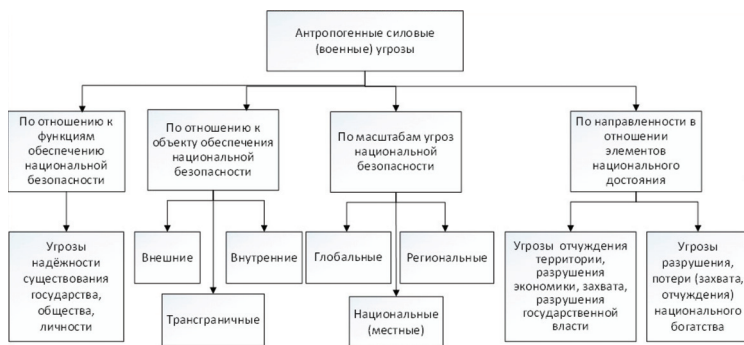 Антропогенные силовые
(военные) угрозы
По отношению к
функциям
обеспечению
национальной
безопасности
По отношению к
объекту обеспечения
национальной
безопасности
По масштабам угроз
национальной
безопасности
По направленности в
отношении
элементов
национального
достояния
Угрозы
надёжности
существования
государства,
общества,
личности
Внешние
Внутренние
Трансграничные
Глобальные
Региональные
Национальные
(местные)
Угрозы отчуждения
территории,
разрушения
экономики, захвата,
разрушения
государственной
власти
Угрозы
разрушения,
потери (захвата,
отчуждения)
национального
богатства